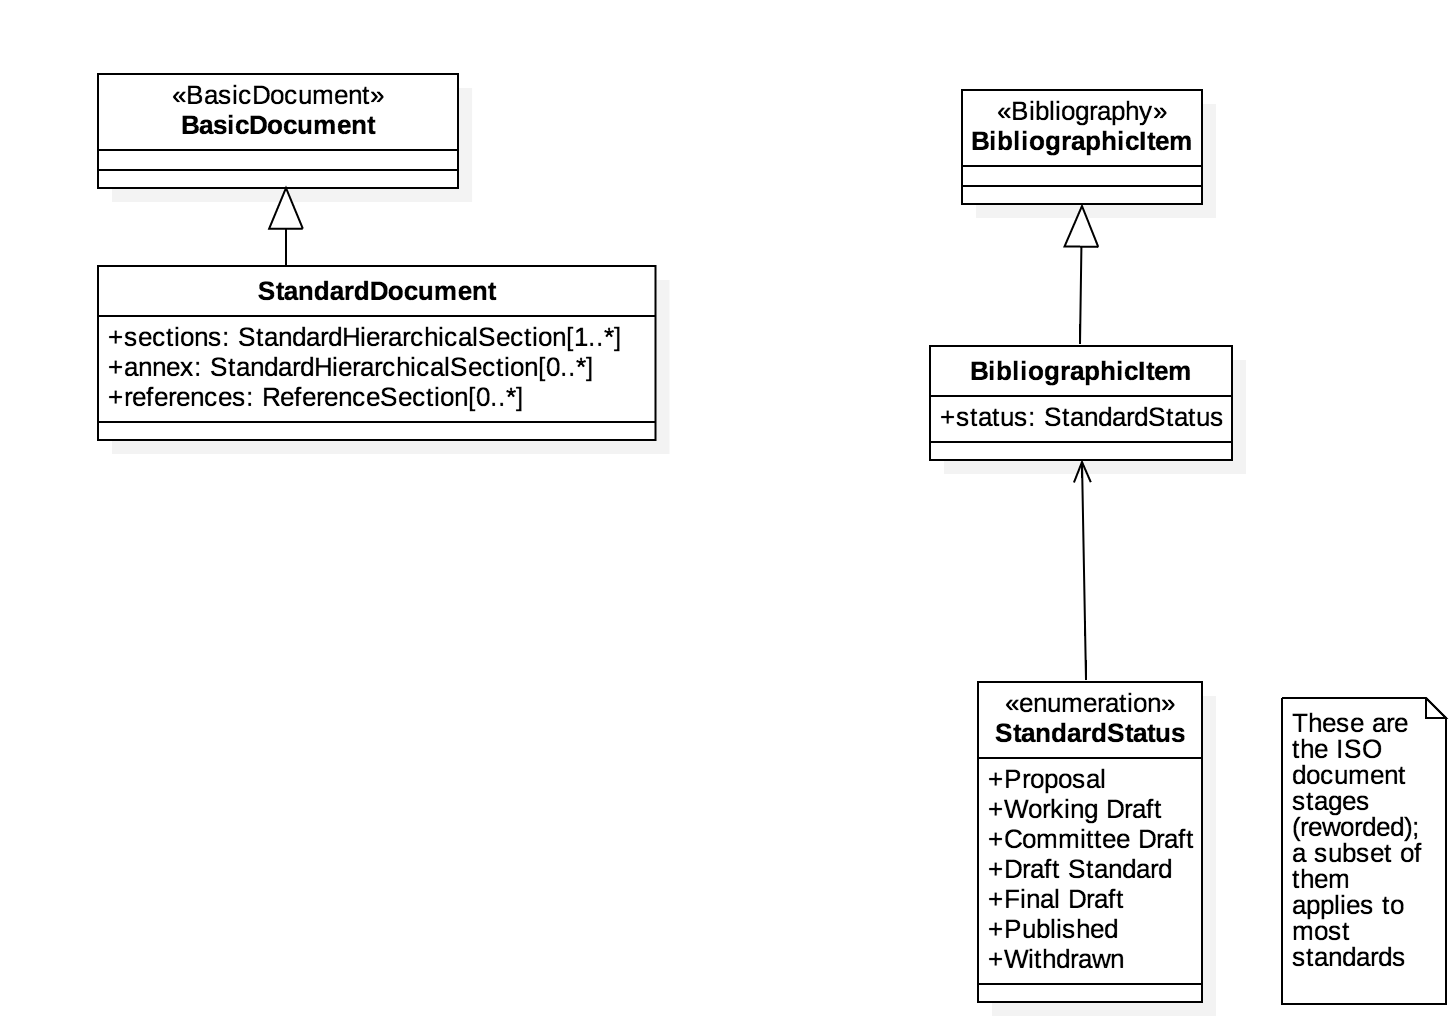 «BasicDocument»
BasicDocument
StandardDocument
+sections: StandardHierarchicalSection[1..*]
+annex: StandardHierarchicalSection[0..*]
+references: ReferenceSection[0..*]
«Bibliography»
BibliographicItem
BibliographicItem
+status: StandardStatus
«enumeration»
StandardStatus
+Proposal
+Working Draft
+Committee Draft
+Draft Standard
+Final Draft
+Published
+Withdrawn
These are
the ISO
document
stages
(reworded);
a subset of
them
applies to
most
standards